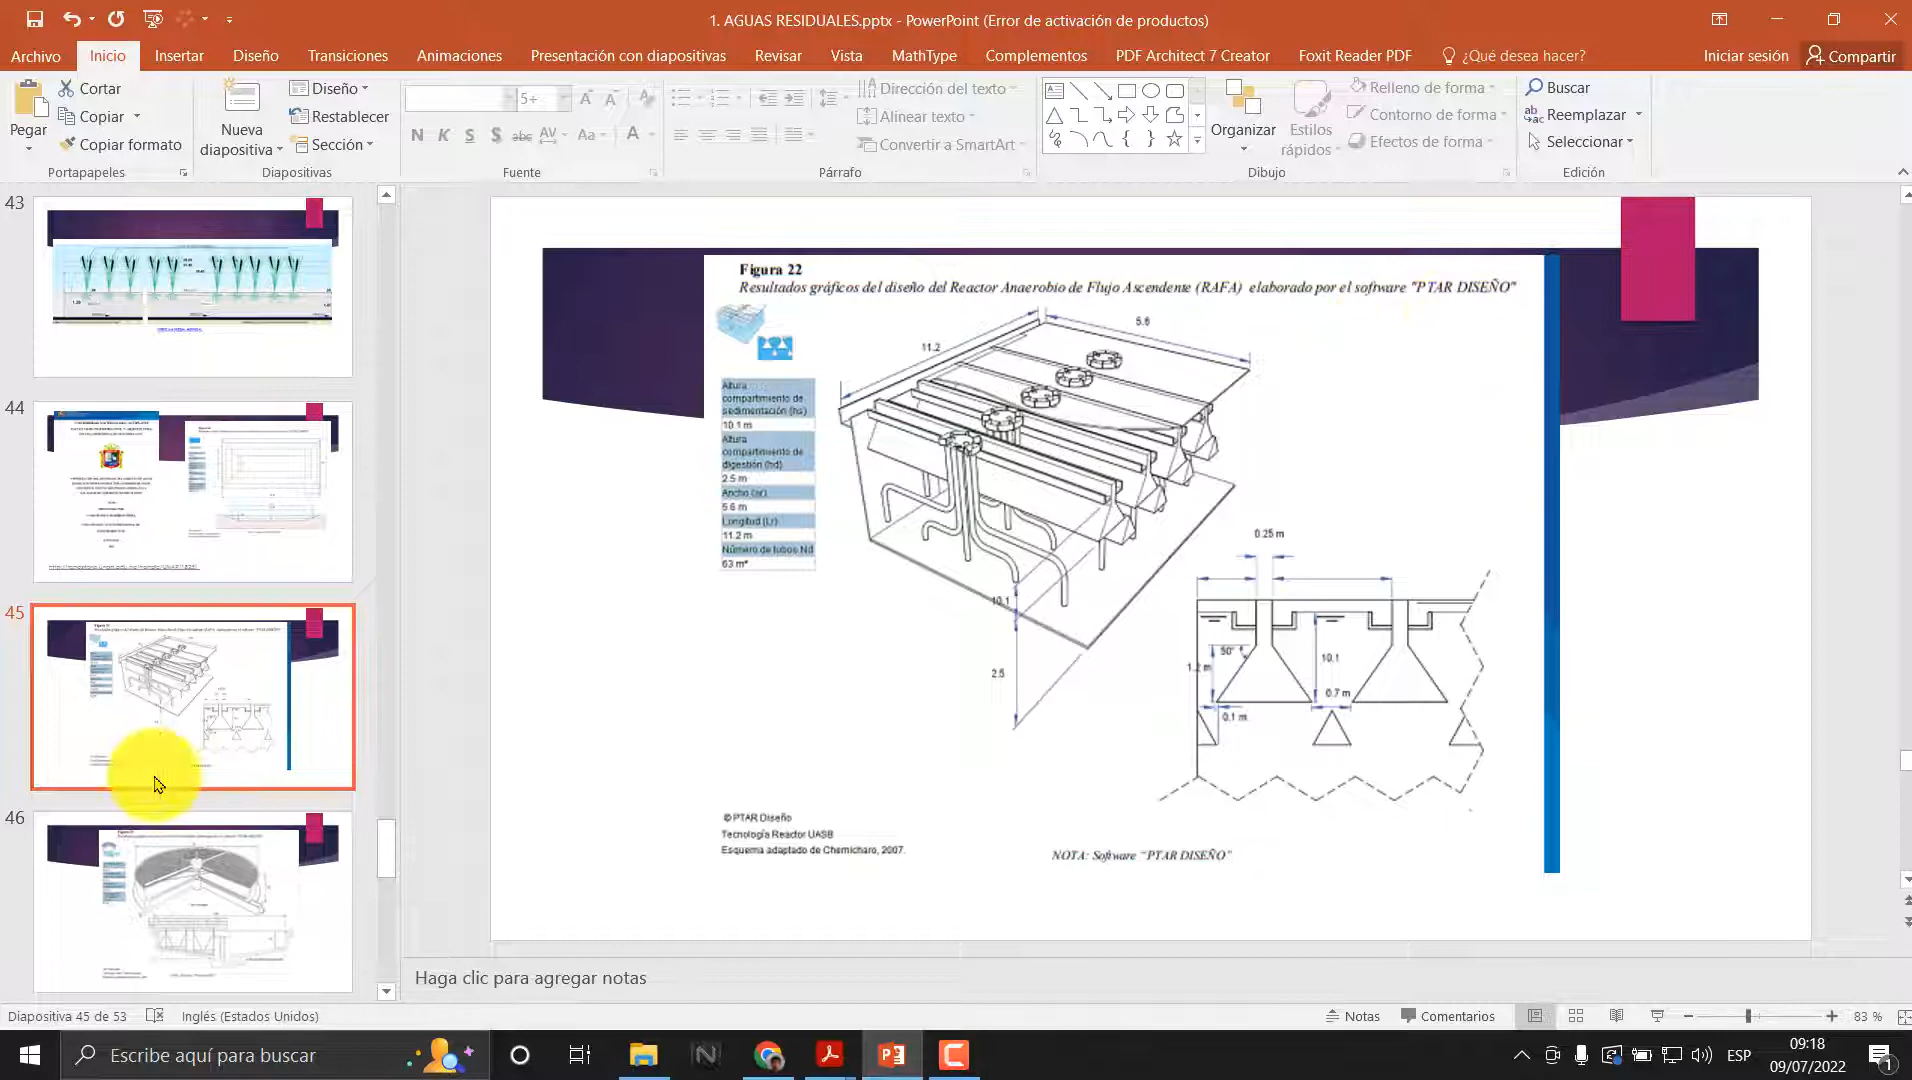 1. AGUAS RESIDUALES.pptx - PowerPoint (Error de activación de productos)
Archivo
Inicio
Insertar
Diseño
Transiciones
Animaciones
Presentación con diapositivas
Revisar
Vista
MathType
Complementos
PDF Architect 7 Creator
Foxit Reader PDF
¿Qué desea hacer?
Iniciar sesión
Compartir
Pegar
Cortar
Copiar
Copiar formato
Portapapeles
Nueva
diapositiva
Diseño
Restablecer
Sección
Diapositivas
5+
N K S S abc AV Aa A
Fuente
Dirección del texto
Alinear texto
Convertir a SmartArt
Párrafo
Organizar
Estilos
rápidos
Relleno de forma
Contorno de forma
Efectos de forma
Dibujo
Buscar
Reemplazar
Seleccionar
Edición
43
44
45
46
Figura 22
Resultados gráficos del diseño del Reactor Anaerobio de Flujo Ascendente (RAFA) elaborado por el software "PTAR DISEÑO"
Altura
compartimiento de
sedimentación (hs)
10.1 m
Altura
compartimiento de
digestión (hd)
2.5 m
Ancho (ar)
5.6 m
Longitud (Lr)
11.2 m
Número de tubos Nd
63 m²
11.2
5.6
10.1
2.5
0.25 m
50°
1.2 m
10.1
0.7 m
0.1 m
© PTAR Diseño
Tecnología Reactor UASB
Esquema adaptado de Chernicharo, 2007.
NOTA: Software "PTAR DISEÑO"
Haga clic para agregar notas
Diapositiva 45 de 53
Inglés (Estados Unidos)
Notas
Comentarios
83 %
Escribe aquí para buscar
ESP
09:18
09/07/2022
1